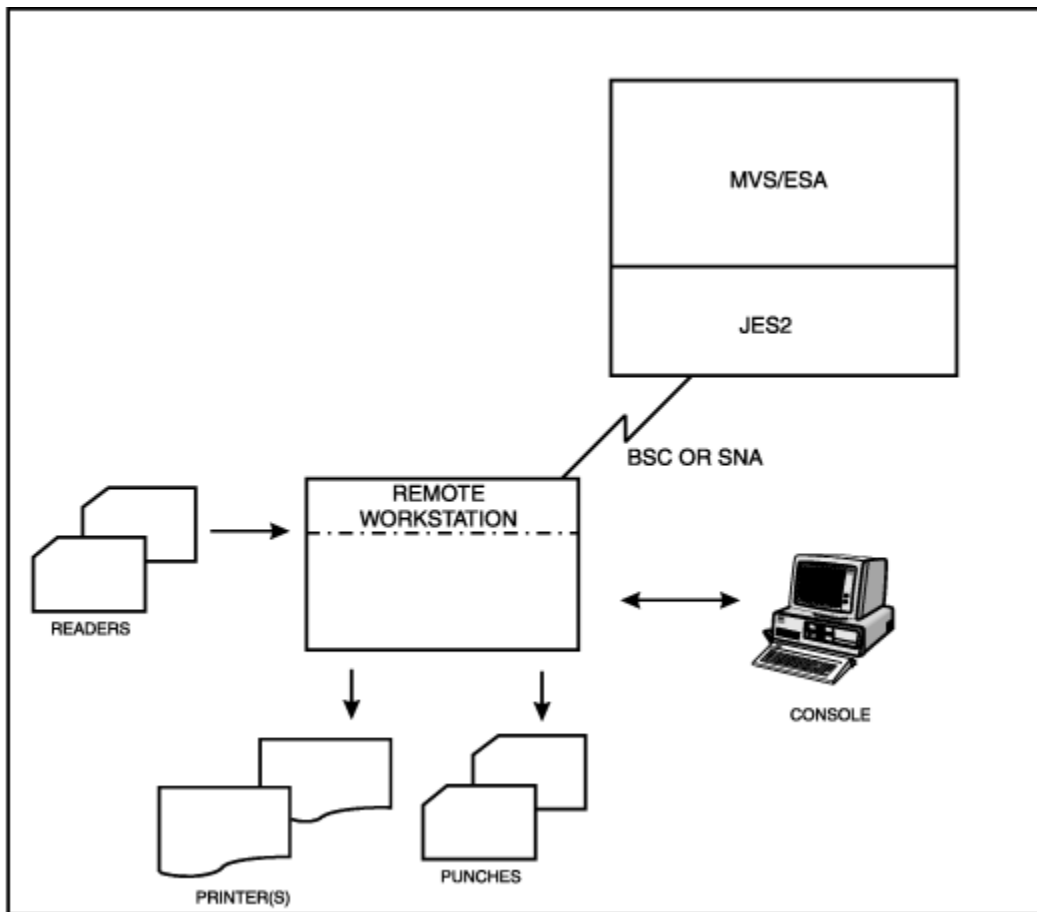 MVS/ESA
JES2
BSC OR SNA
REMOTE
WORKSTATION
READERS
CONSOLE
PRINTER(S)
PUNCHES